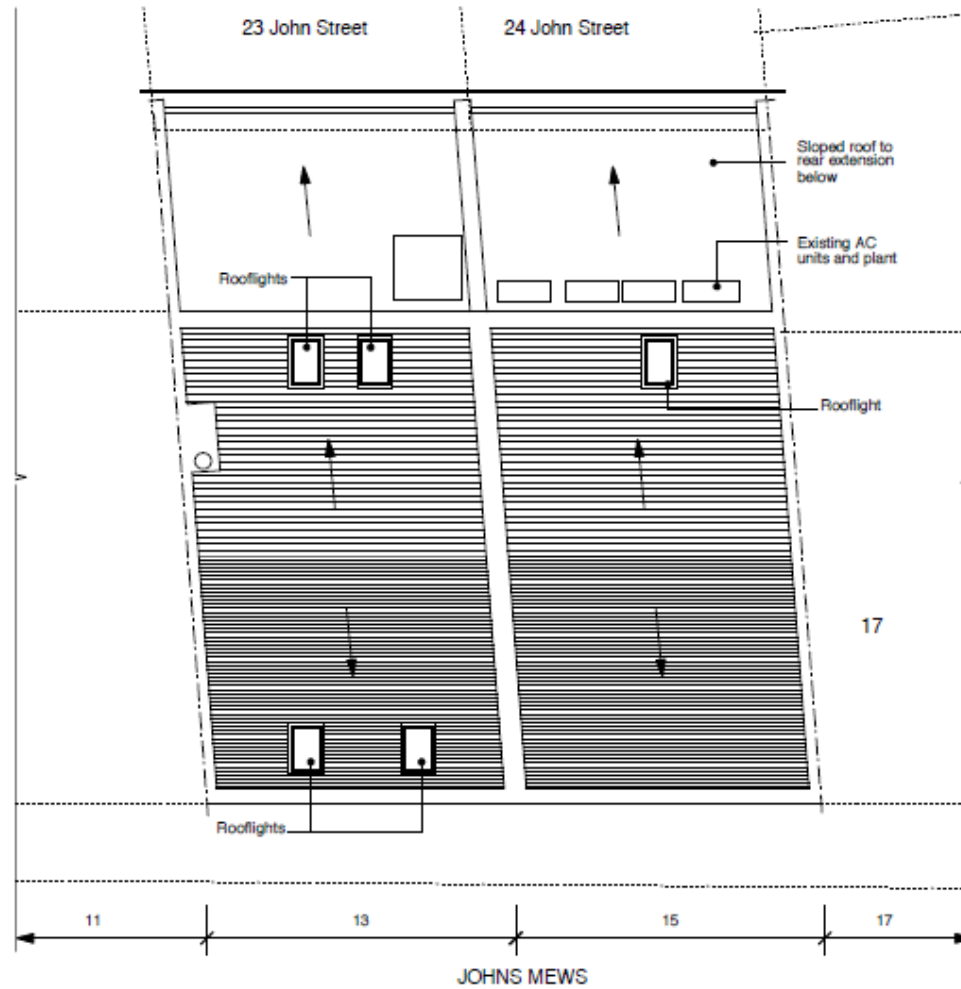 23 John Street
24 John Street
Sloped roof to
rear extension
below
Existing AC
units and plant
Rooflights
Rooflight
17
Rooflights
11
13
15
17
JOHNS MEWS